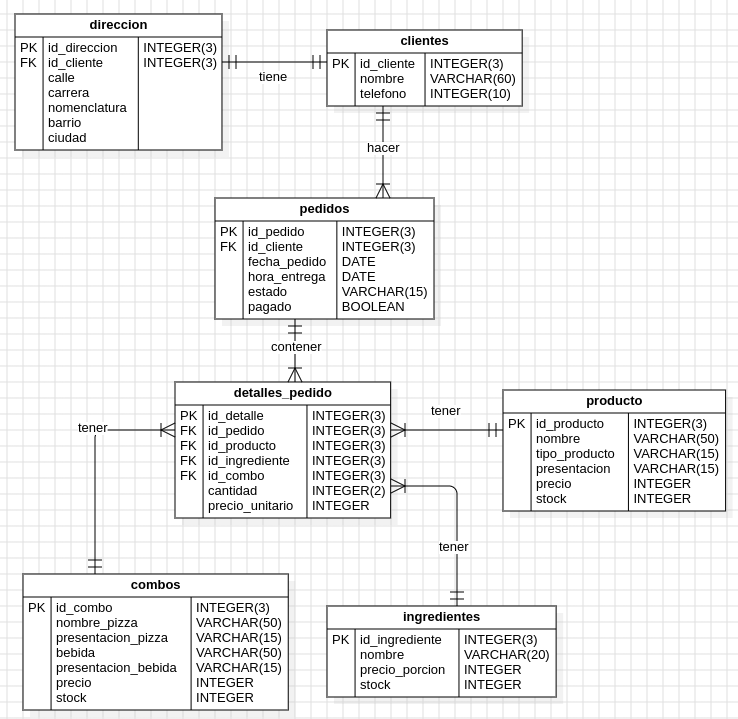 direccion
PK id_direccion INTEGER(3)
FK id_cliente INTEGER(3)
calle
carrera
nomenclatura
barrio
ciudad
tiene
clientes
PK id_cliente INTEGER(3)
nombre VARCHAR(60)
telefono INTEGER(10)
hacer
pedidos
PK id_pedido INTEGER(3)
FK id_cliente INTEGER(3)
fecha_pedido DATE
hora_entrega DATE
estado VARCHAR(15)
pagado BOOLEAN
contener
detalles_pedido
PK id_detalle INTEGER(3)
FK id_pedido INTEGER(3)
FK id_producto INTEGER(3)
FK id_ingrediente INTEGER(3)
FK id_combo INTEGER(3)
cantidad INTEGER(2)
precio_unitario INTEGER
tener
producto
PK id_producto INTEGER(3)
nombre VARCHAR(50)
tipo_producto VARCHAR(15)
presentacion VARCHAR(15)
precio INTEGER
stock INTEGER
tener
tener
combos
PK id_combo INTEGER(3)
nombre_pizza VARCHAR(50)
presentacion_pizza VARCHAR(15)
bebida VARCHAR(50)
presentacion_bebida VARCHAR(15)
precio INTEGER
stock INTEGER
ingredientes
PK id_ingrediente INTEGER(3)
nombre VARCHAR(20)
precio_porcion INTEGER
stock INTEGER